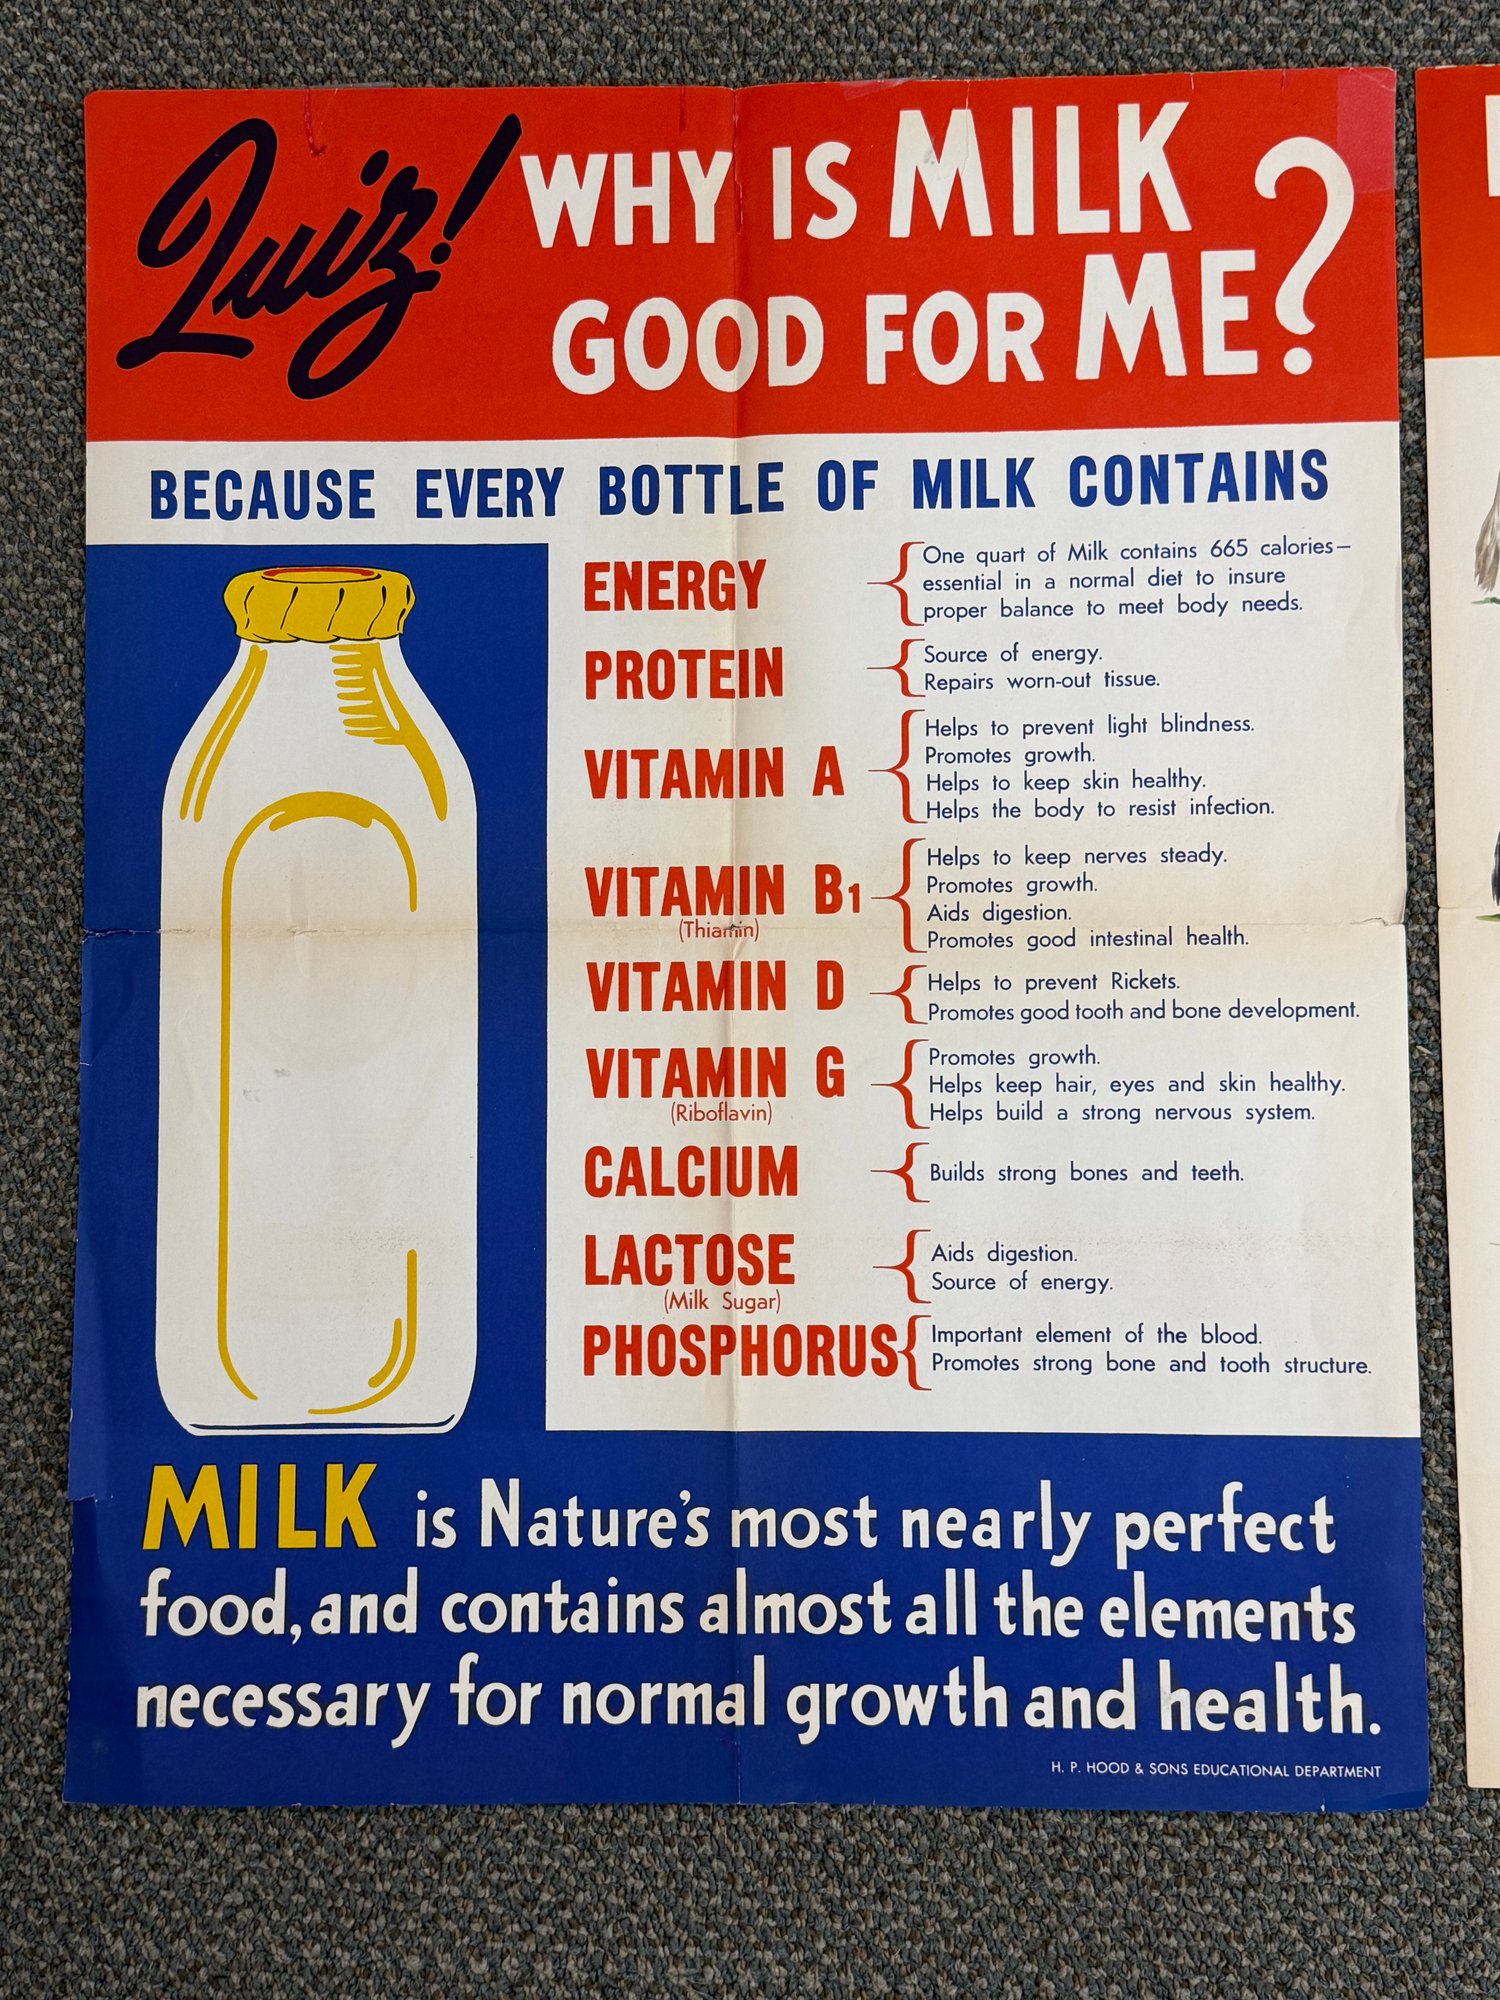 Quiz! WHY IS MILK
GOOD FOR ME?
BECAUSE EVERY BOTTLE OF MILK CONTAINS
ENERGY
One quart of Milk contains 665 calories—
essential in a normal diet to insure
proper balance to meet body needs.
PROTEIN
Source of energy.
Repairs worn-out tissue.
VITAMIN A
Helps to prevent light blindness.
Promotes growth.
Helps to keep skin healthy.
Helps the body to resist infection.
VITAMIN B1
(Thiamin)
Helps to keep nerves steady.
Promotes growth.
Aids digestion.
Promotes good intestinal health.
VITAMIN D
Helps to prevent Rickets.
Promotes good tooth and bone development.
VITAMIN G
(Riboflavin)
Promotes growth.
Helps keep hair, eyes and skin healthy.
Helps build a strong nervous system.
CALCIUM
Builds strong bones and teeth.
LACTOSE
(Milk Sugar)
Aids digestion.
Source of energy.
PHOSPHORUS
Important element of the blood.
Promotes strong bone and tooth structure.
MILK is Nature's most nearly perfect
food, and contains almost all the elements
necessary for normal growth and health.
H. P. HOOD & SONS EDUCATIONAL DEPARTMENT